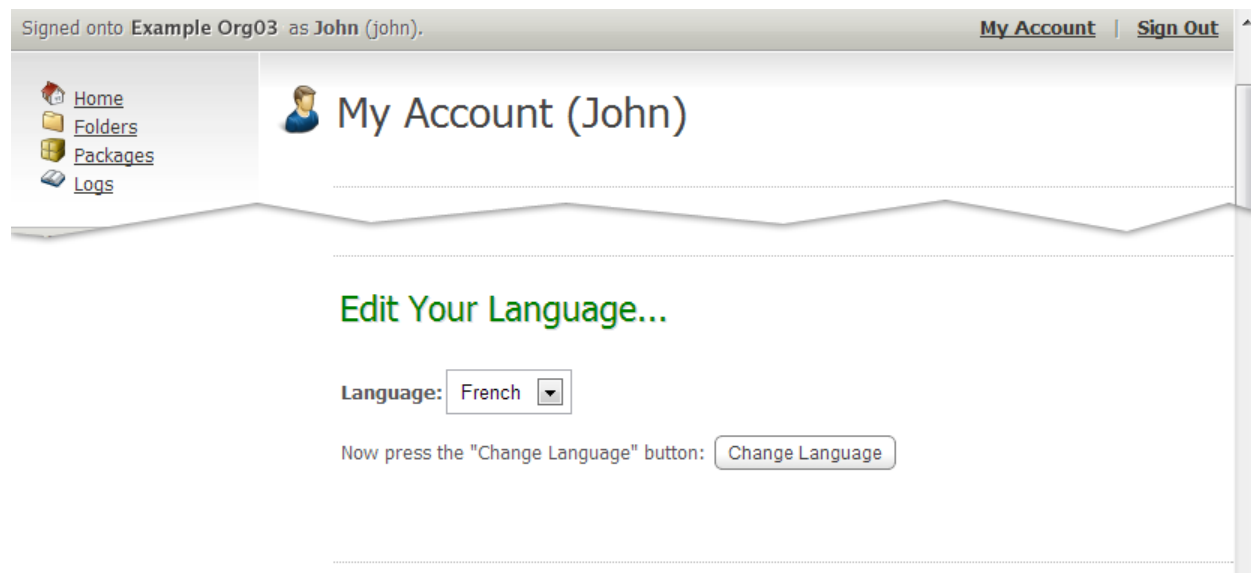 Signed onto Example Org03 as John (john).
My Account | Sign Out
Home
Folders
Packages
Logs
My Account (John)
Edit Your Language...
Language: French
Now press the "Change Language" button: Change Language